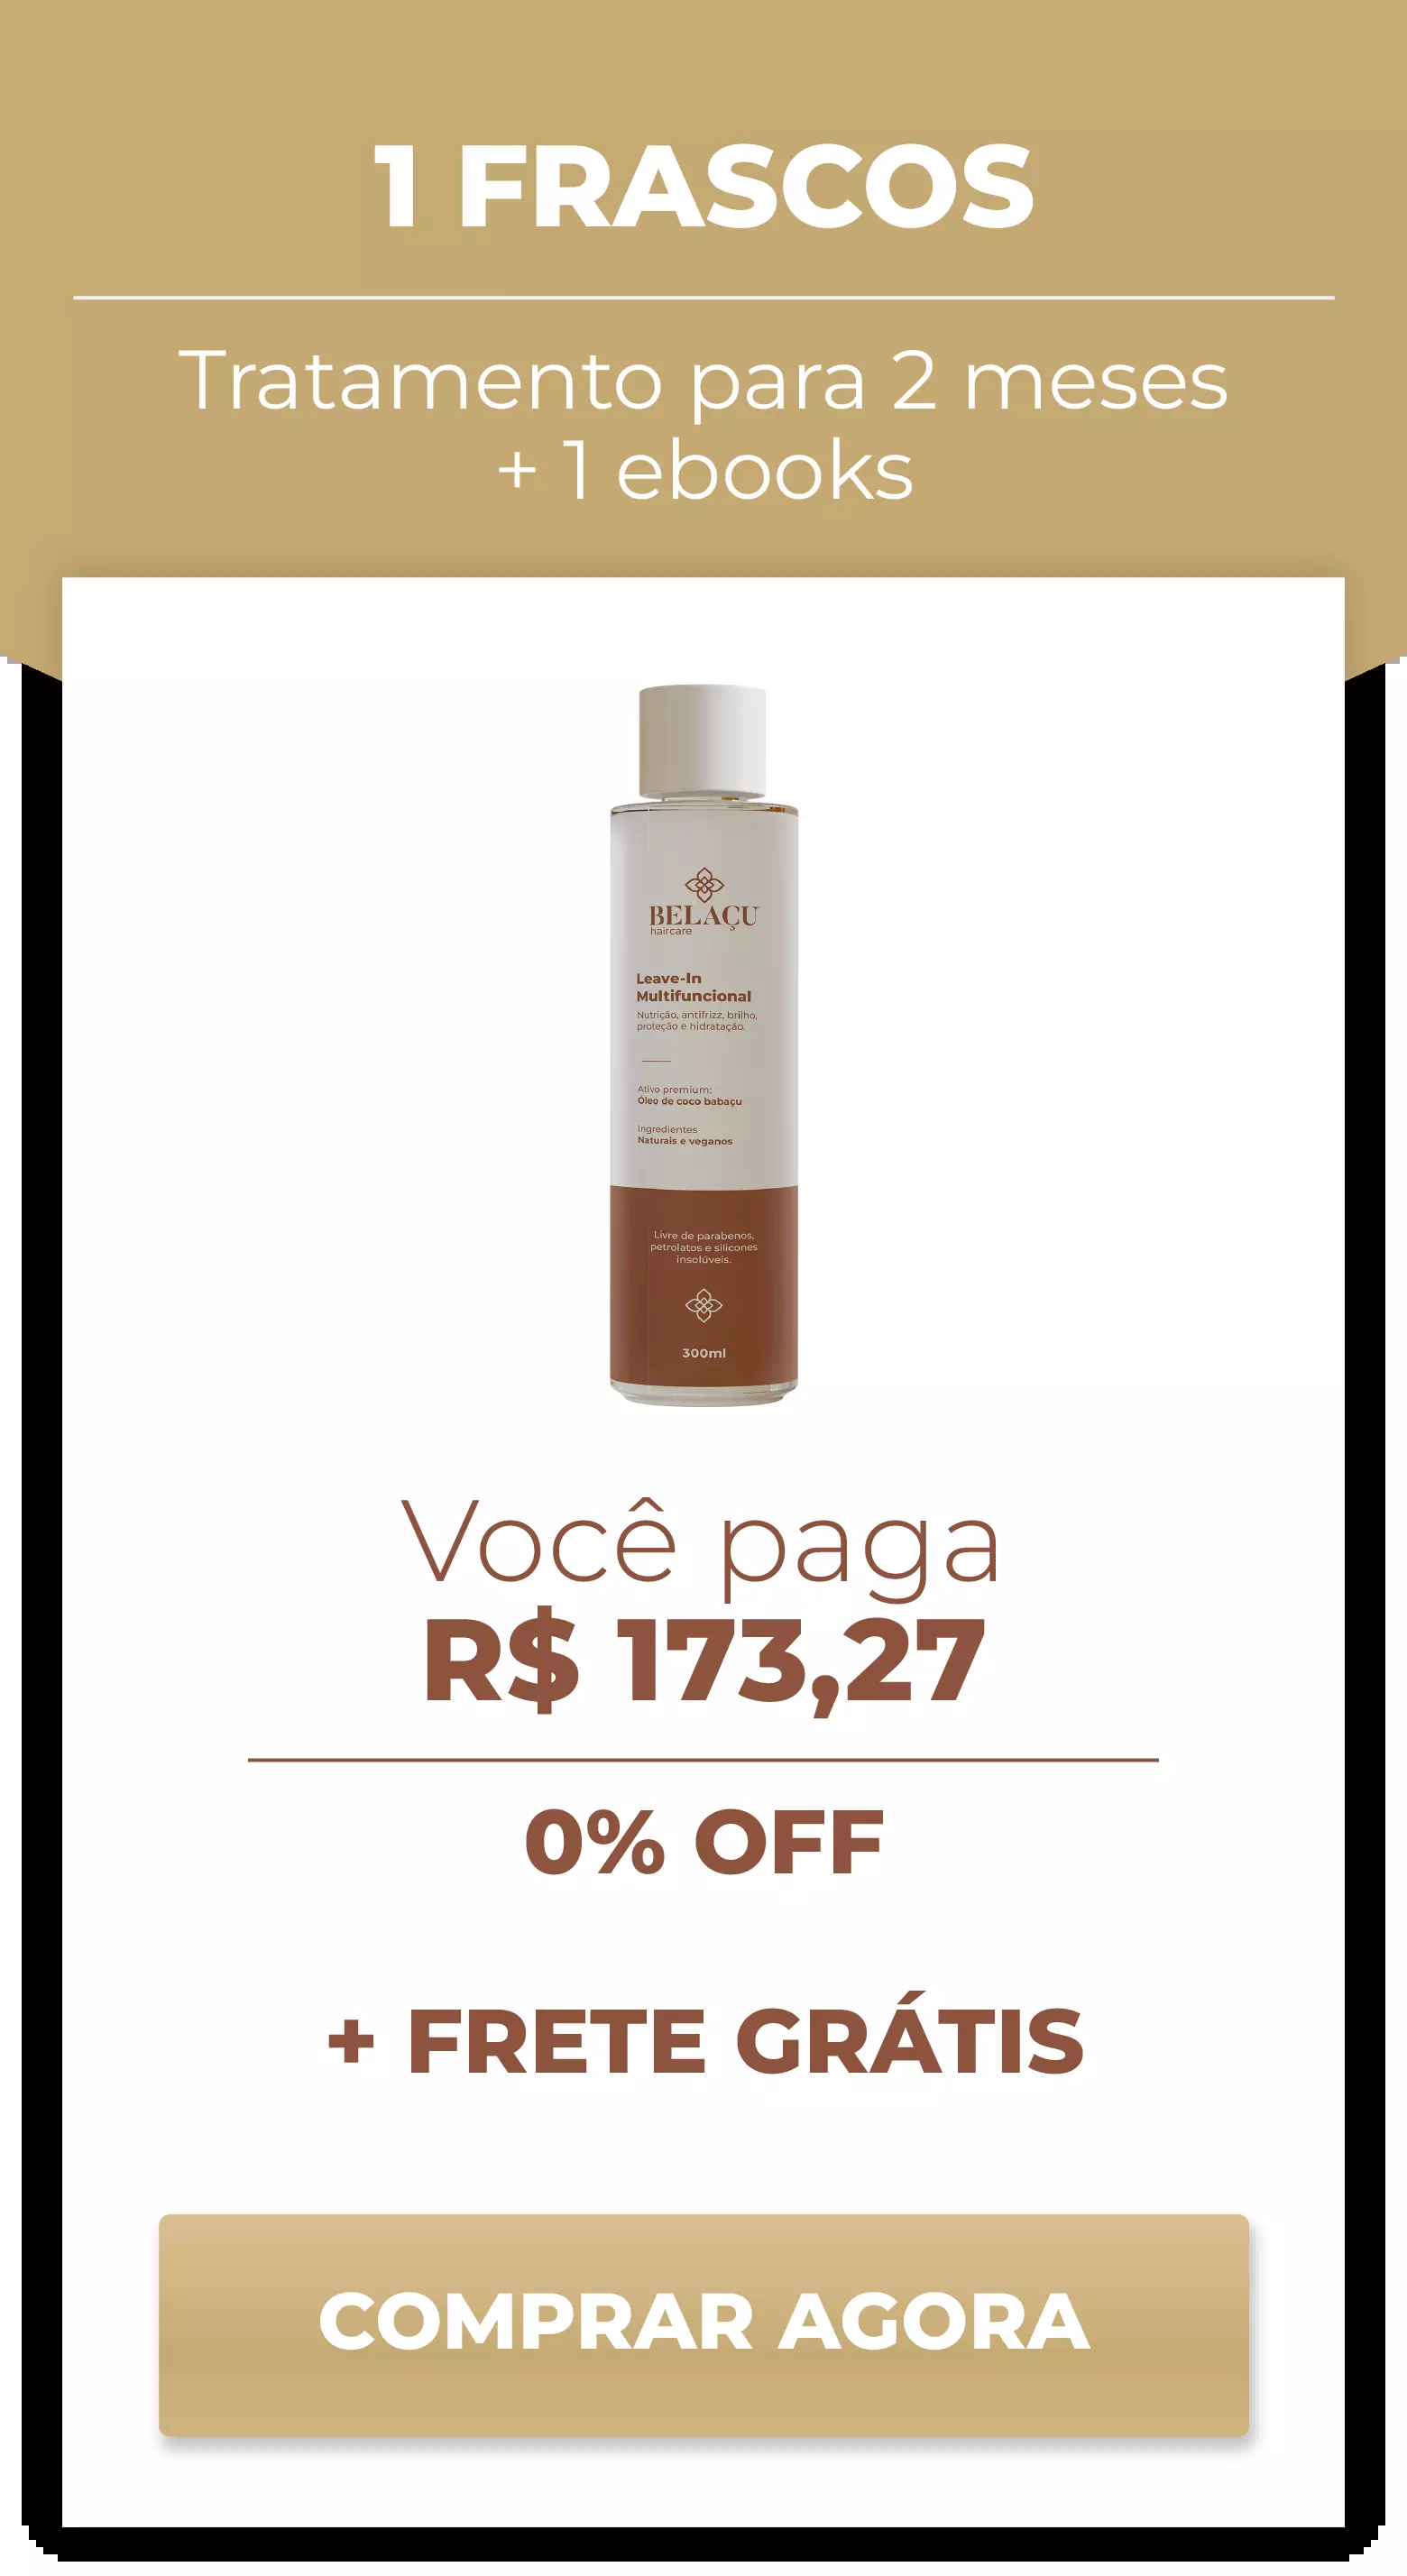 1 FRASCOS
Tratamento para 2 meses
+ 1 ebooks
BELAÇU
haircare
Leave-In
Multifuncional
Nutrição, antifrizz, brilho,
proteção e hidratação.
Ativo premium:
Óleo de coco babaçu
Ingredientes
Naturais e veganos
Livre de parabenos,
petrolatos e silicones
insolúveis.
300ml
Você paga
R$ 173,27
0% OFF
+ FRETE GRÁTIS
COMPRAR AGORA